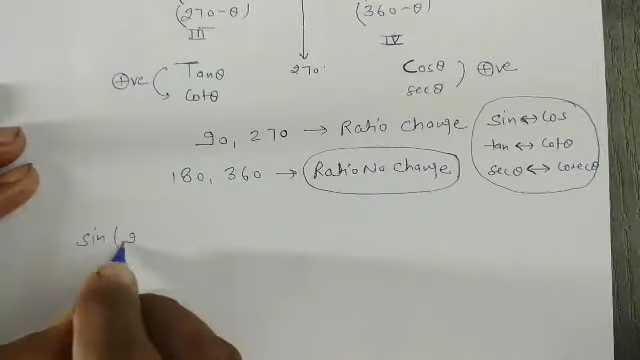 (270-θ) (360-θ)
III IV
⊕ve Tanθ 270° Cosθ ⊕ve
cotθ secθ
90, 270 → Ratio Change sin ↔ cos
tan ↔ cotθ
180, 360 → Ratio No Change secθ ↔ cosecθ
sin (9